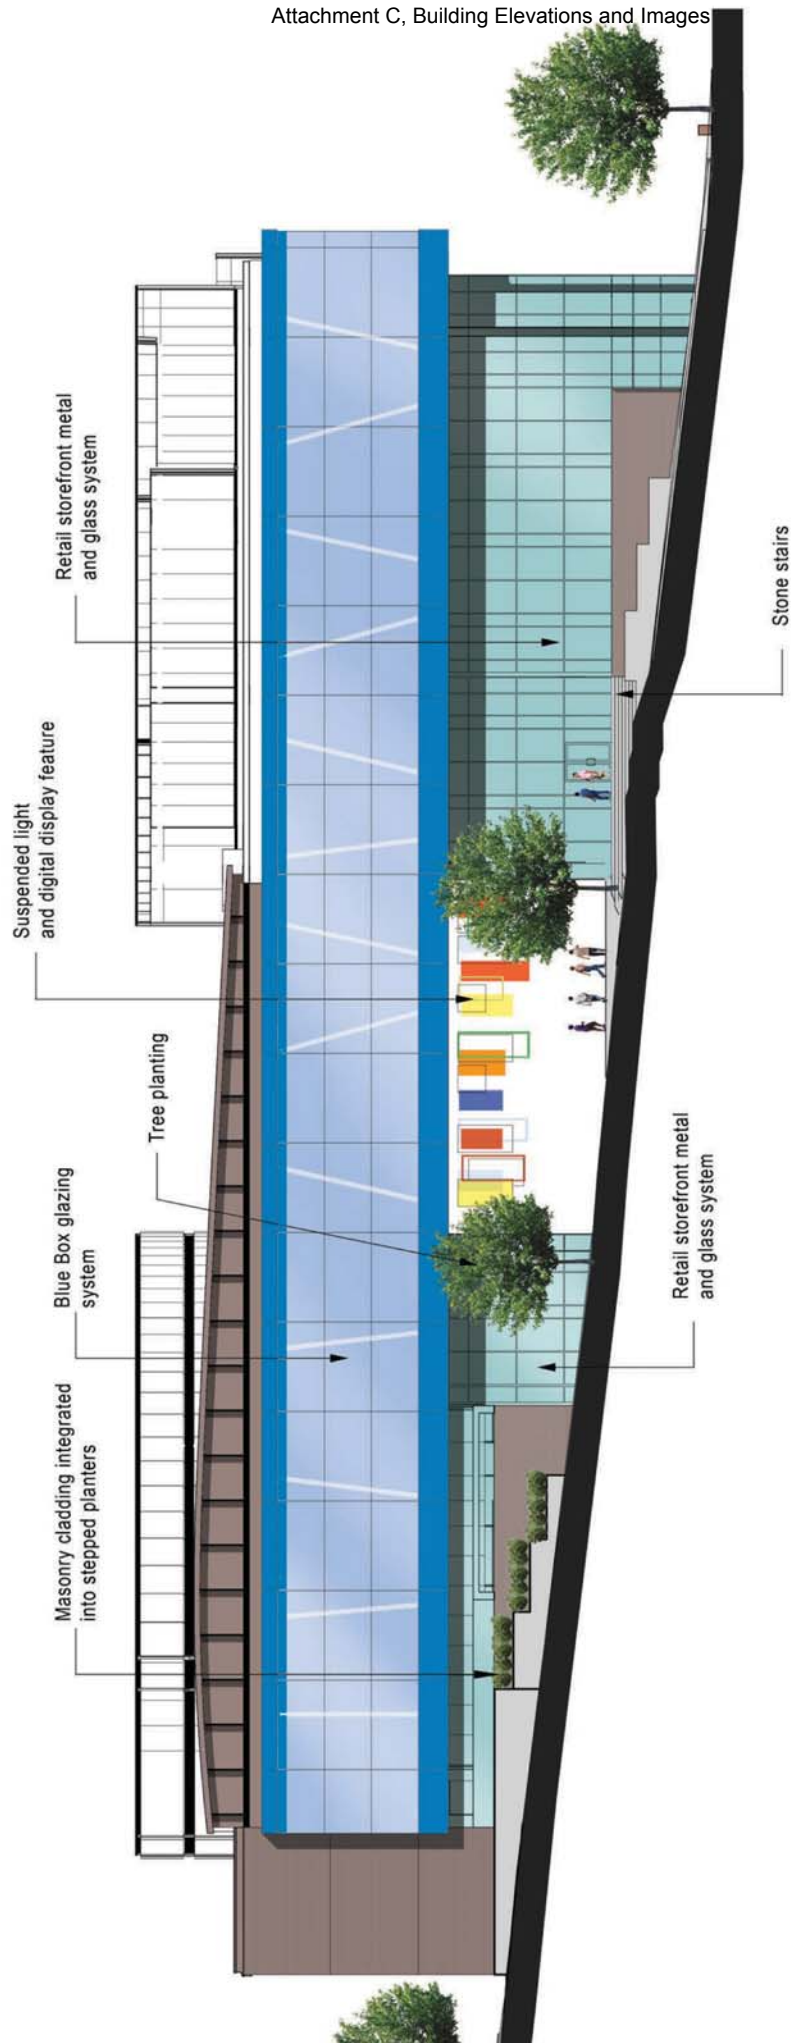 Attachment C, Building Elevations and Images
Masonry cladding integrated
into stepped planters
Blue Box glazing
system
Tree planting
Suspended light
and digital display feature
Retail storefront metal
and glass system
Retail storefront metal
and glass system
Stone stairs